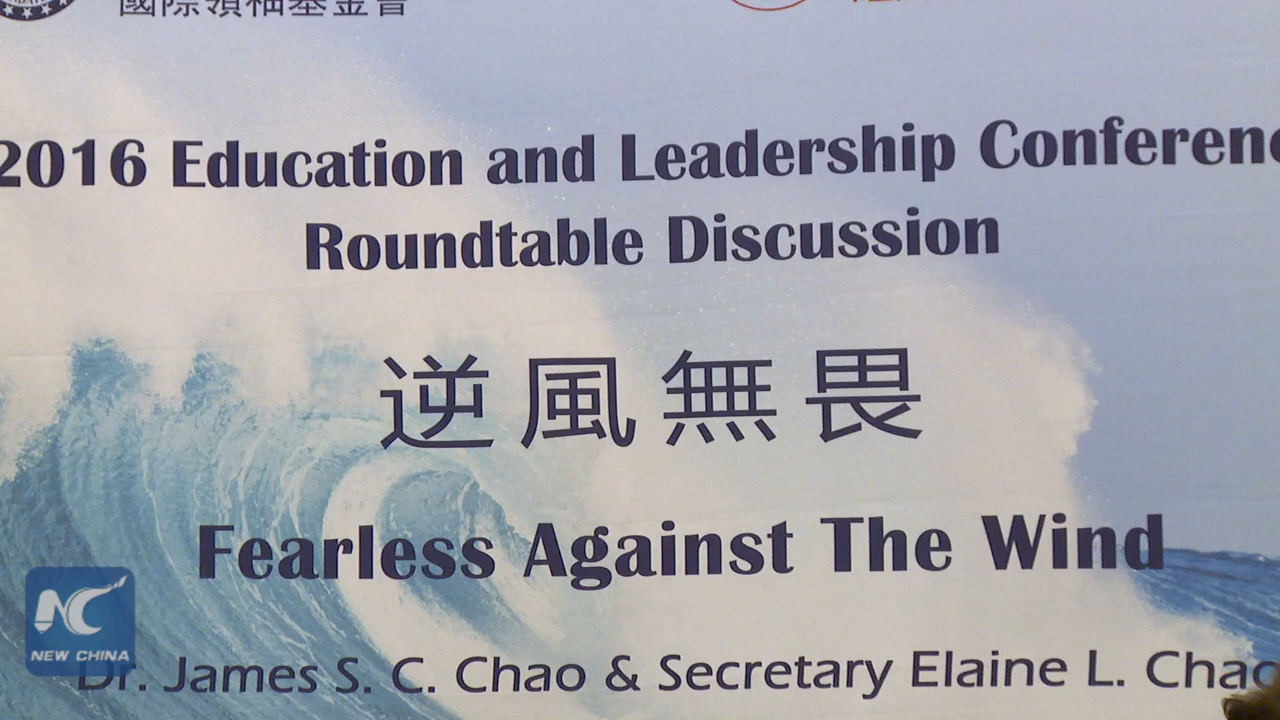 國際領袖基金會
2016 Education and Leadership Conferenc
Roundtable Discussion
逆風無畏
Fearless Against The Wind
Dr. James S. C. Chao & Secretary Elaine L. Chao
NC
NEW CHINA